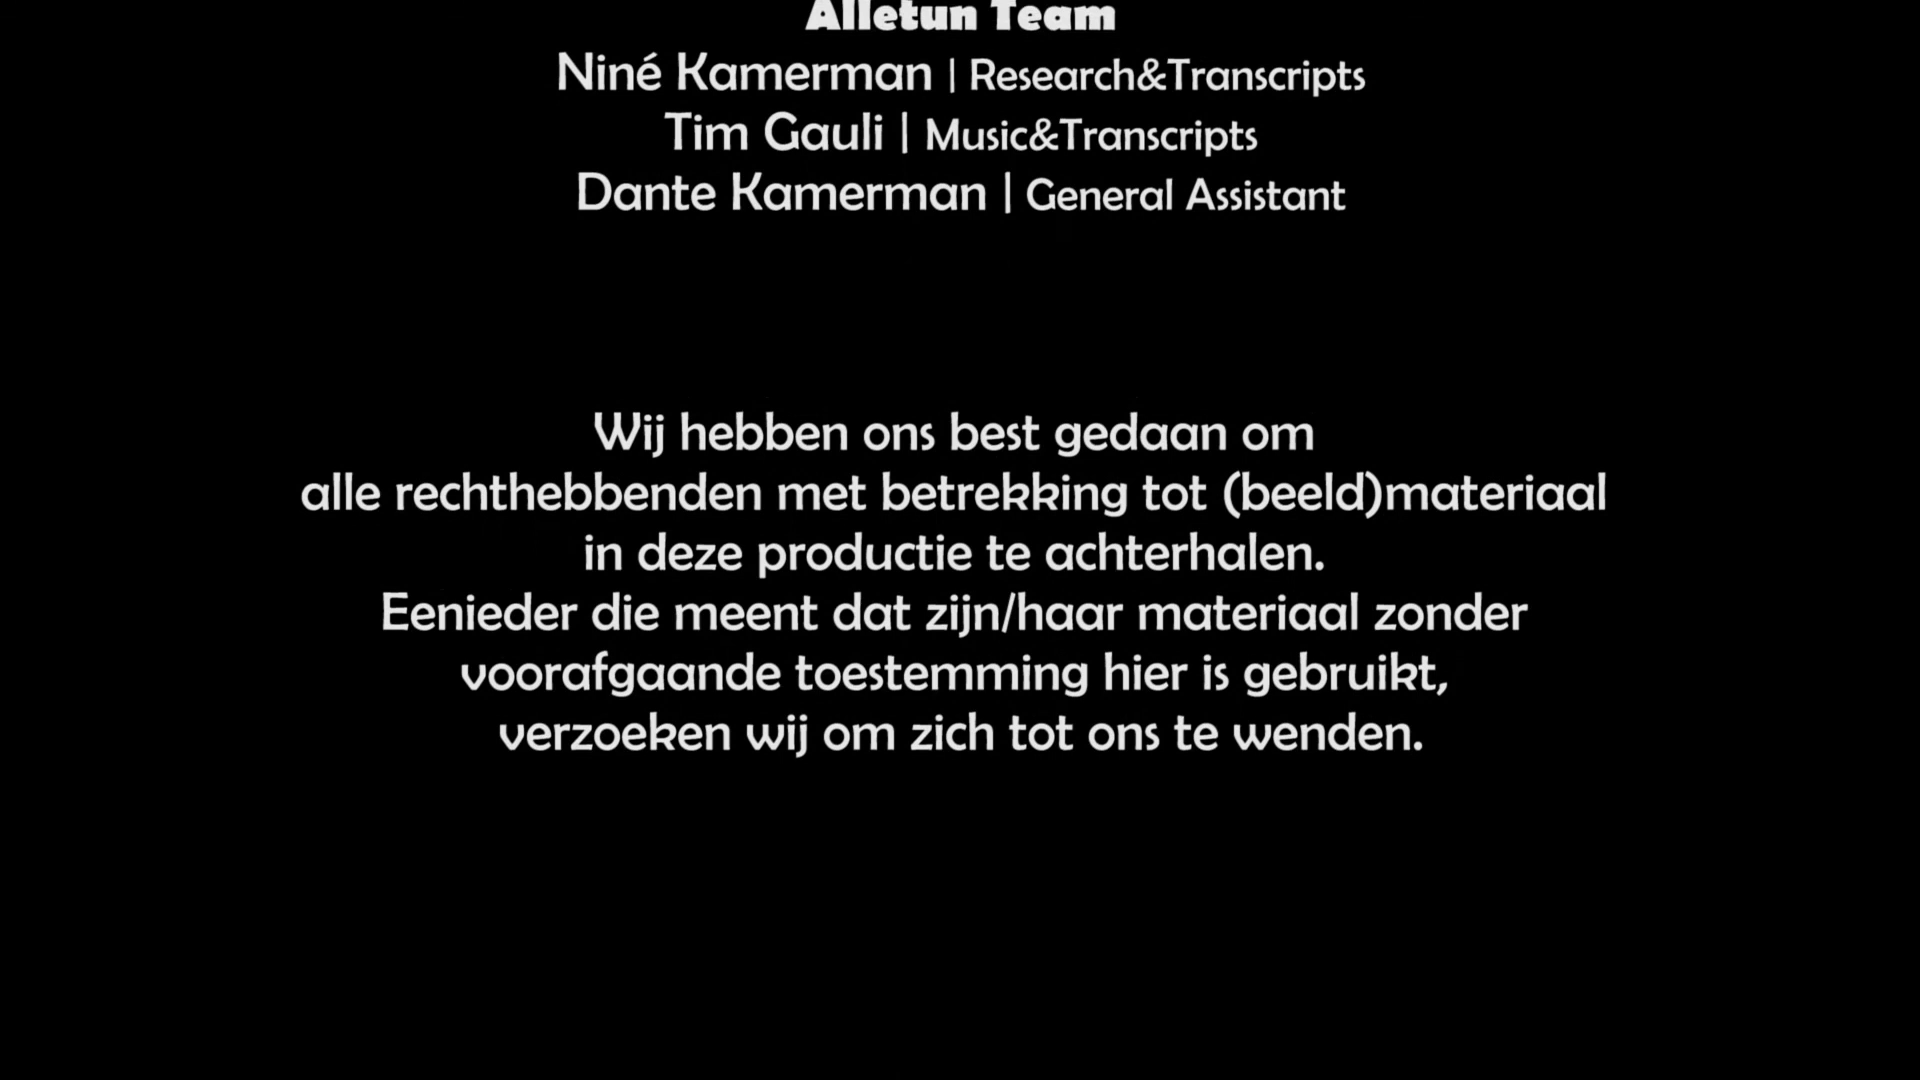 Alletun Team
Niné Kamerman | Research&Transcripts
Tim Gauli | Music&Transcripts
Dante Kamerman | General Assistant
Wij hebben ons best gedaan om
alle rechthebbenden met betrekking tot (beeld)materiaal
in deze productie te achterhalen.
Eenieder die meent dat zijn/haar materiaal zonder
voorafgaande toestemming hier is gebruikt,
verzoeken wij om zich tot ons te wenden.